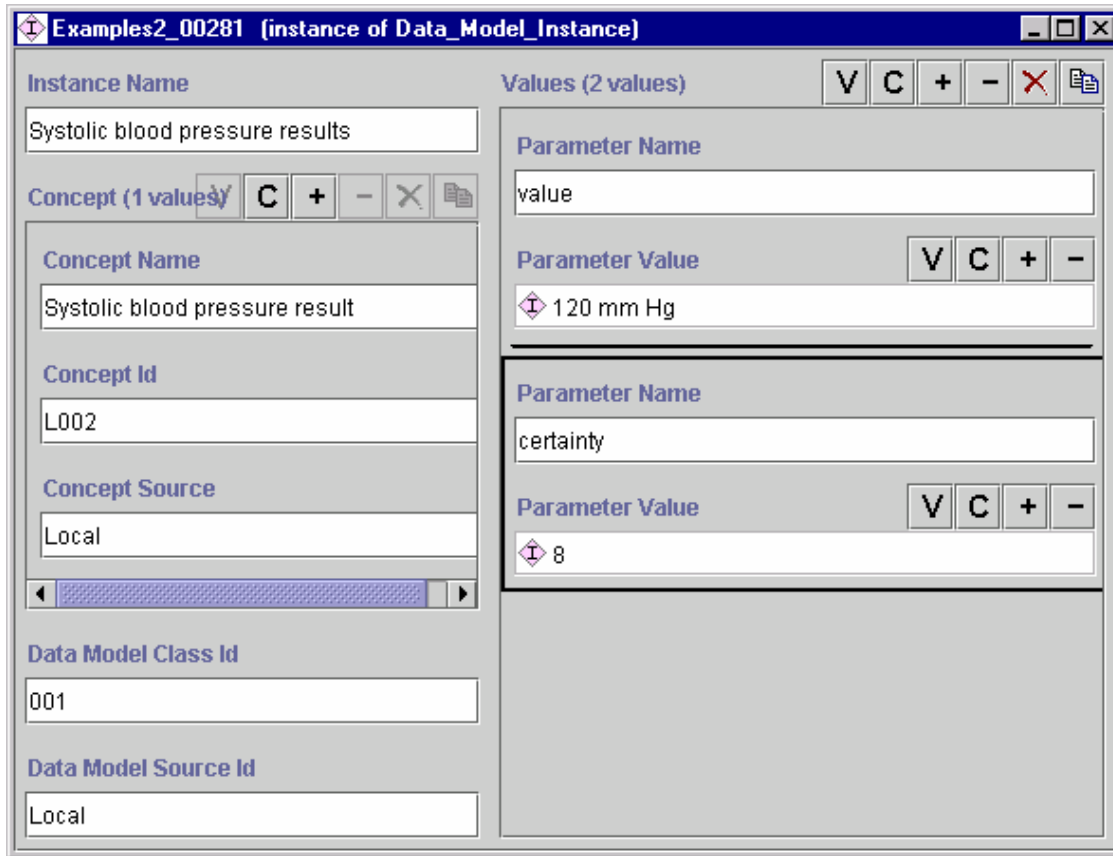 Examples2_00281 (instance of Data_Model_Instance)
Instance Name
Systolic blood pressure results
Concept (1 values) V C + −
Concept Name
Systolic blood pressure result
Concept Id
L002
Concept Source
Local
Data Model Class Id
001
Data Model Source Id
Local
Values (2 values) V C + −
Parameter Name
value
Parameter Value V C + −
I 120 mm Hg
Parameter Name
certainty
Parameter Value V C + −
I 8